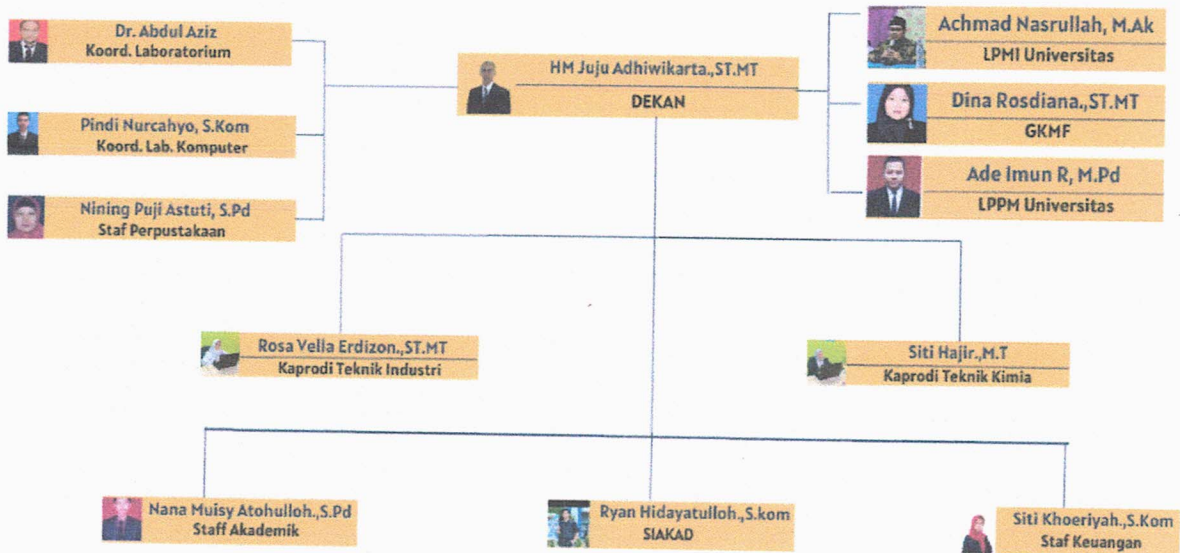 Dr. Abdul Aziz
Koord. Laboratorium
Pindi Nurcahyo, S.Kom
Koord. Lab. Komputer
Nining Puji Astuti, S.Pd
Staf Perpustakaan
HM Juju Adhiwikarta.,ST.MT
DEKAN
Achmad Nasrullah, M.Ak
LPMI Universitas
Dina Rosdiana.,ST.MT
GKMF
Ade Imun R, M.Pd
LPPM Universitas
Rosa Vella Erdizon.,ST.MT
Kaprodi Teknik Industri
Siti Hajir.,M.T
Kaprodi Teknik Kimia
Nana Muisy Atohulloh.,S.Pd
Staff Akademik
Ryan Hidayatulloh.,S.kom
SIAKAD
Siti Khoeriyah.,S.Kom
Staf Keuangan